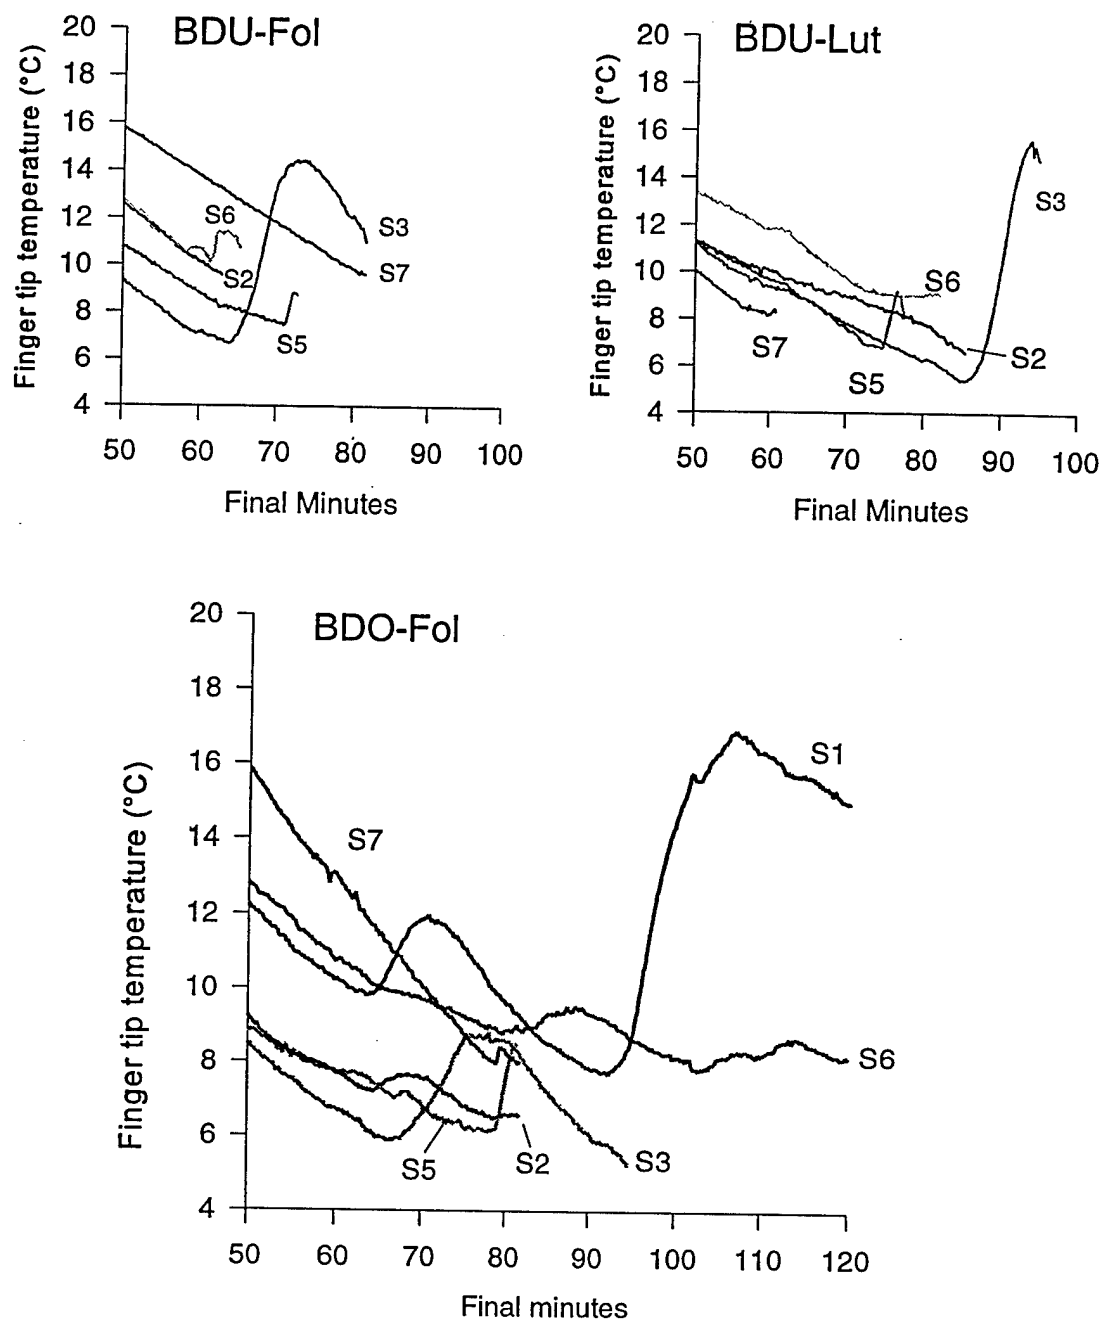 BDU-Fol
Finger tip temperature (°C)
20
18
16
14
12
10
8
6
4
S6
S2
S5
S3
S7
50 60 70 80 90 100
Final Minutes
BDU-Lut
Finger tip temperature (°C)
20
18
16
14
12
10
8
6
4
S3
S6
S7
S5
S2
50 60 70 80 90 100
Final Minutes
BDO-Fol
Finger tip temperature (°C)
20
18
16
14
12
10
8
6
4
S1
S7
S6
S5
S2
S3
50 60 70 80 90 100 110 120
Final minutes